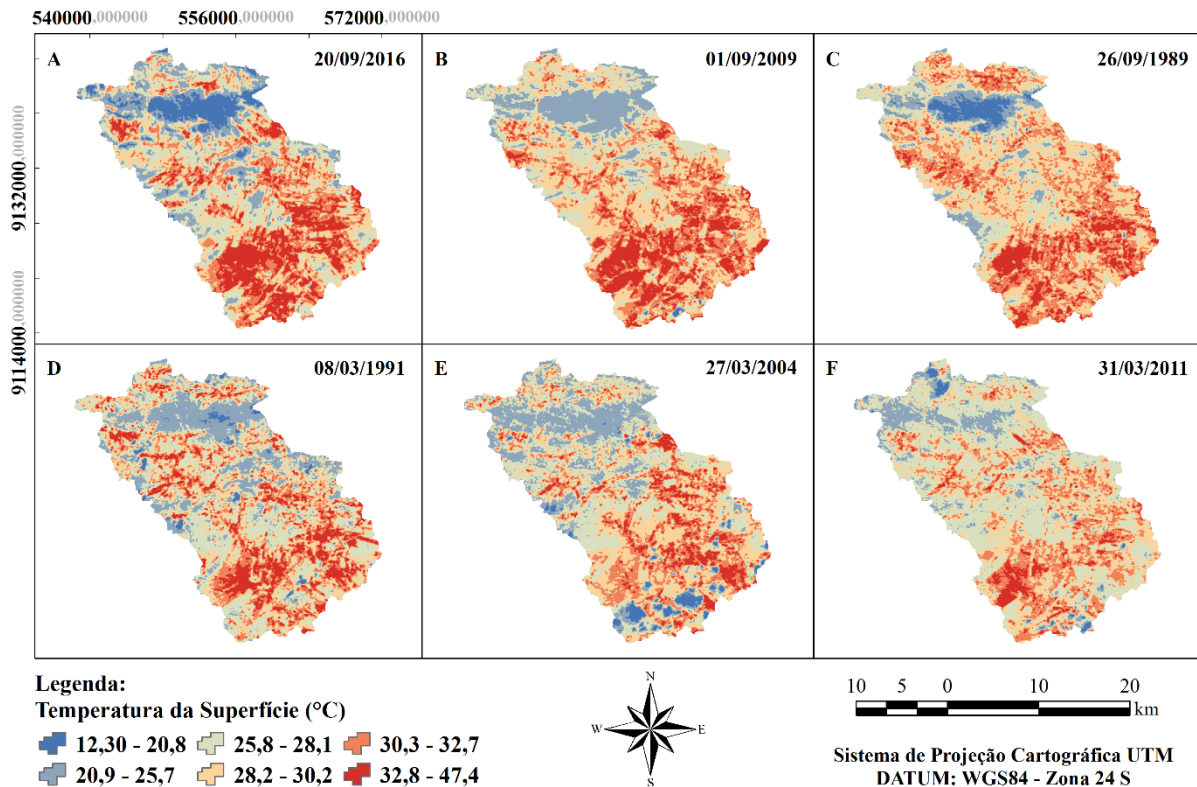 540000,000000 556000,000000 572000,000000
A 20/09/2016
B 01/09/2009
C 26/09/1989
9132000,000000
9114000,000000
D 08/03/1991
E 27/03/2004
F 31/03/2011
Legenda:
Temperatura da Superfície (°C)
12,30 - 20,8 25,8 - 28,1 30,3 - 32,7
20,9 - 25,7 28,2 - 30,2 32,8 - 47,4
N
W E
S
10 5 0 10 20
km
Sistema de Projeção Cartográfica UTM
DATUM: WGS84 - Zona 24 S